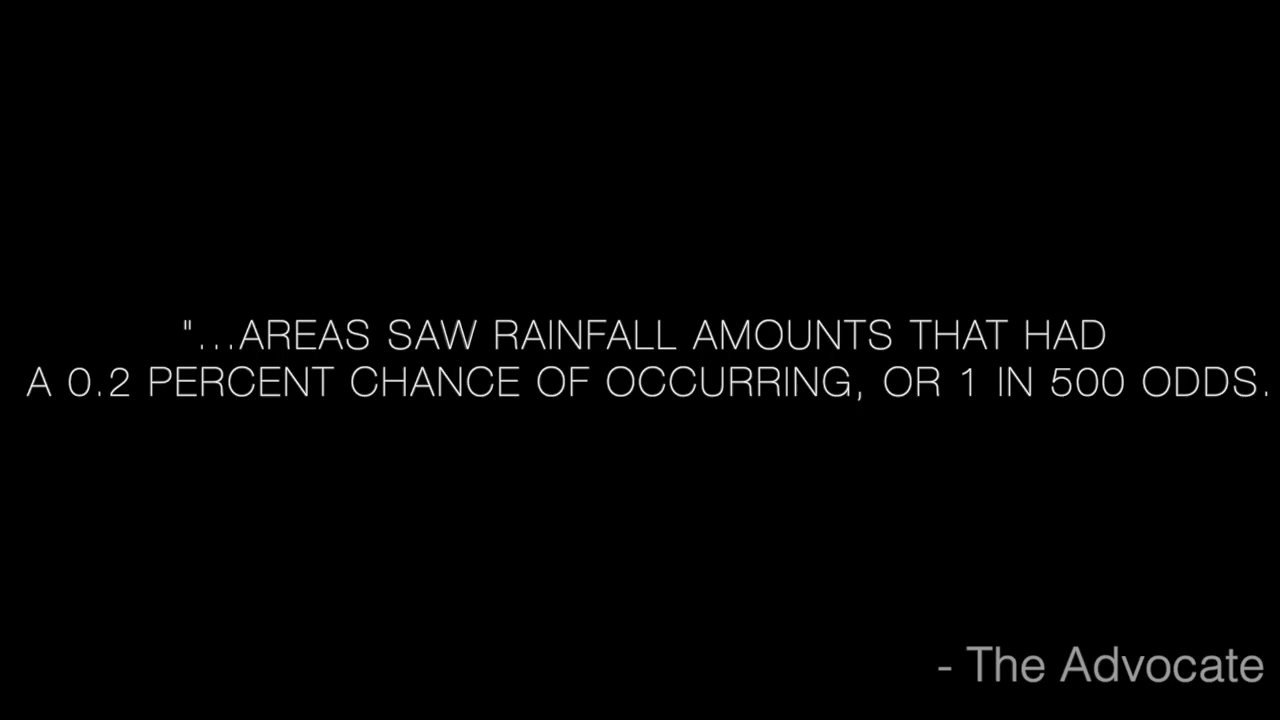 "...AREAS SAW RAINFALL AMOUNTS THAT HAD
A 0.2 PERCENT CHANCE OF OCCURRING, OR 1 IN 500 ODDS.
- The Advocate